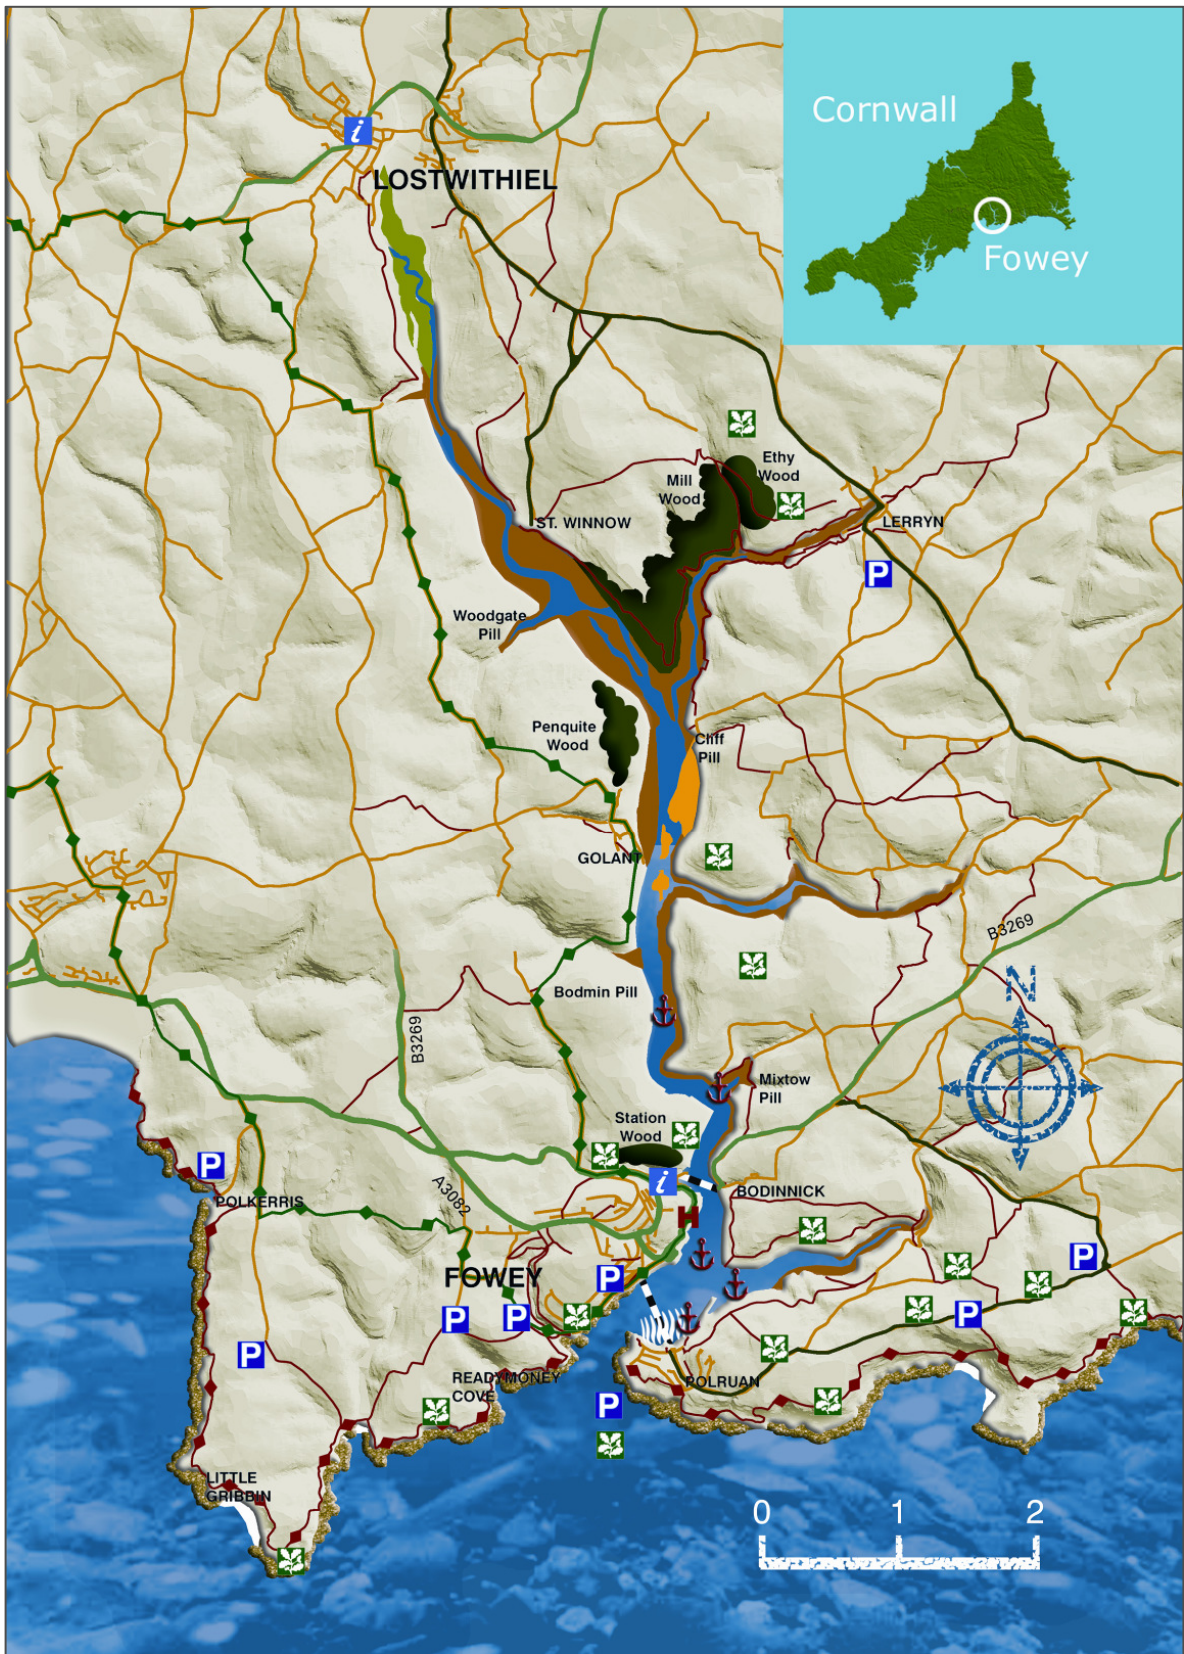 Cornwall
Fowey
i
LOSTWITHIEL
Ethy
Wood
Mill
Wood
ST. WINNOW
LERRYN
P
Woodgate
Pill
Penquite
Wood
Cliff
Pill
GOLANT
B3269
N
Bodmin Pill
B3269
Mixtow
Pill
Station
Wood
P
i
BODINNICK
POLKERRIS
A3082
H
P
FOWEY
P
P
P
P
P
READYMONEY
COVE
POLRUAN
P
LITTLE
GRIBBIN
0 1 2